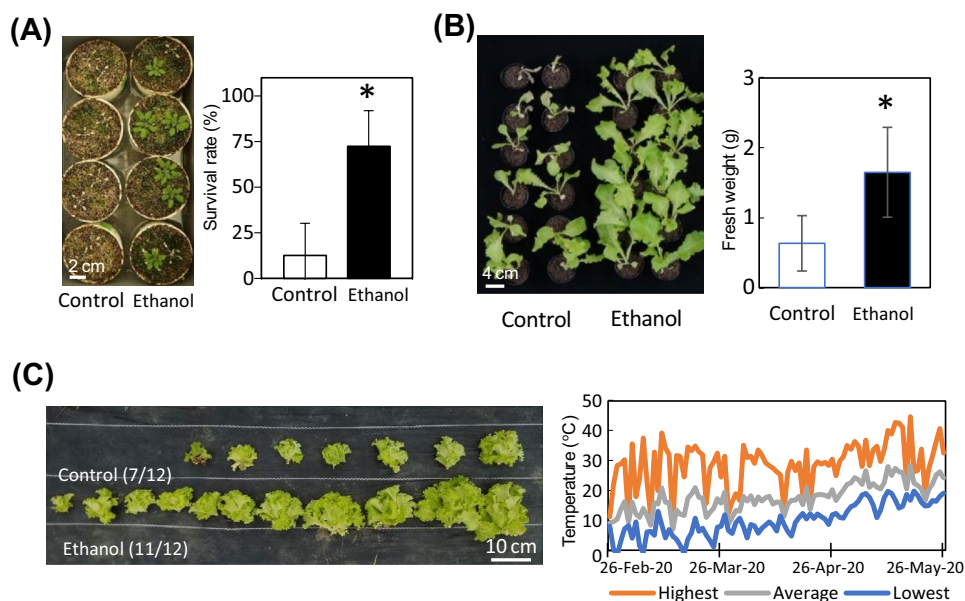 (A)
2 cm
Control Ethanol
Survival rate (%)
100
75
50
25
0
*
Control Ethanol
(B)
4 cm
Control Ethanol
Fresh weight (g)
3
2
1
0
*
Control Ethanol
(C)
Control (7/12)
Ethanol (11/12)
10 cm
Temperature (°C)
50
40
30
20
10
0
26-Feb-20 26-Mar-20 26-Apr-20 26-May-20
Highest Average Lowest